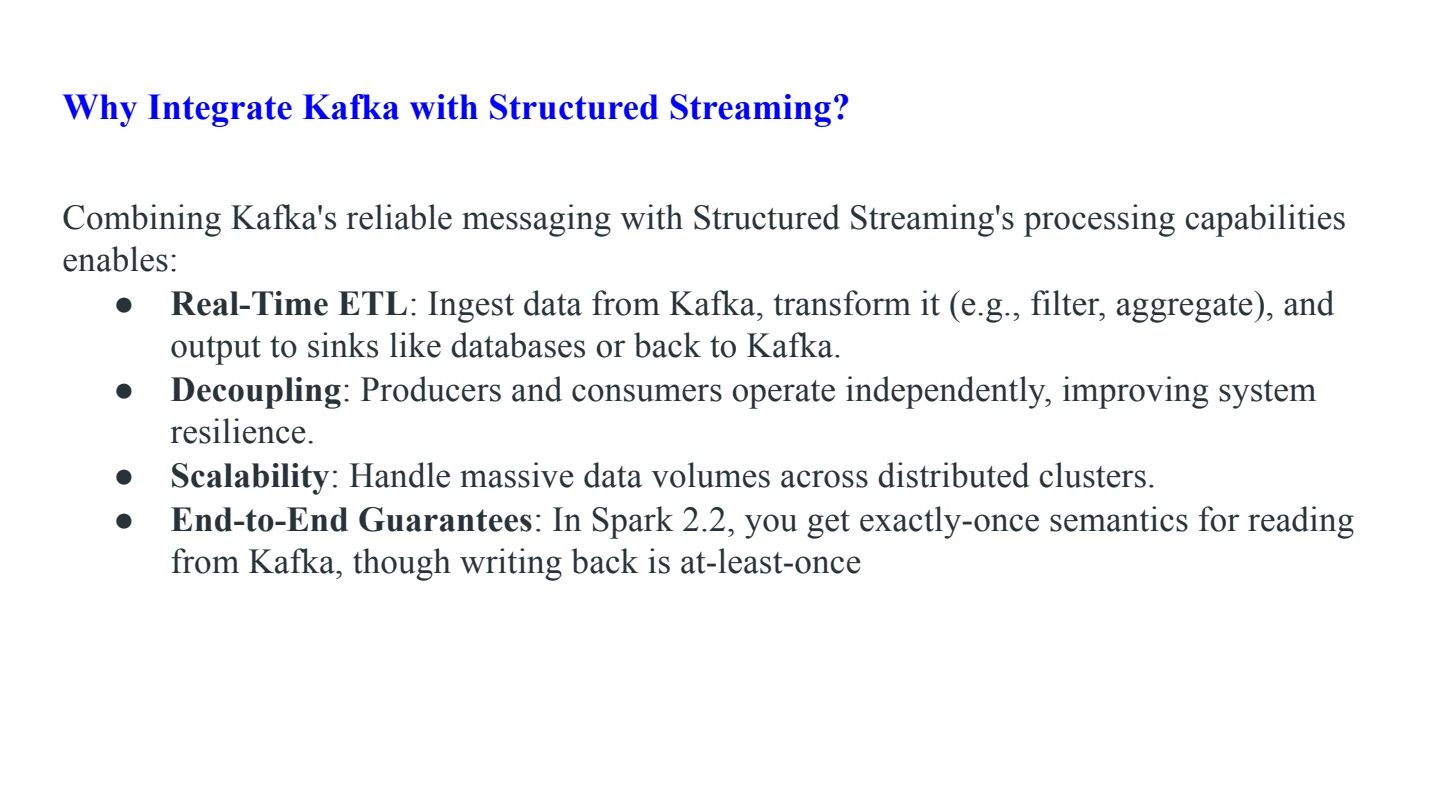 Why Integrate Kafka with Structured Streaming?
Combining Kafka's reliable messaging with Structured Streaming's processing capabilities
enables:
● Real-Time ETL: Ingest data from Kafka, transform it (e.g., filter, aggregate), and
output to sinks like databases or back to Kafka.
● Decoupling: Producers and consumers operate independently, improving system
resilience.
● Scalability: Handle massive data volumes across distributed clusters.
● End-to-End Guarantees: In Spark 2.2, you get exactly-once semantics for reading
from Kafka, though writing back is at-least-once